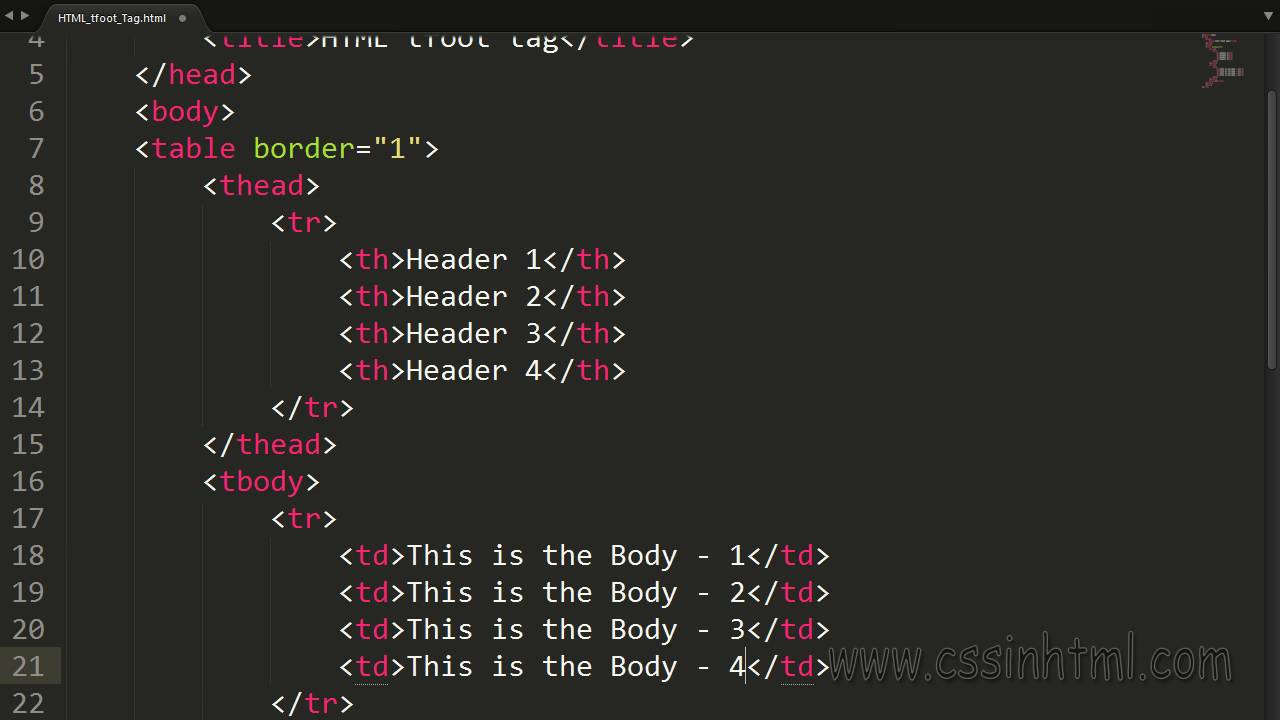 HTML_tfoot_Tag.html
4 <title>HTML tfoot tag</title>
5 </head>
6 <body>
7 <table border="1">
8 <thead>
9 <tr>
10 <th>Header 1</th>
11 <th>Header 2</th>
12 <th>Header 3</th>
13 <th>Header 4</th>
14 </tr>
15 </thead>
16 <tbody>
17 <tr>
18 <td>This is the Body - 1</td>
19 <td>This is the Body - 2</td>
20 <td>This is the Body - 3</td>
21 <td>This is the Body - 4</td>
www.cssinhtml.com
22 </tr>